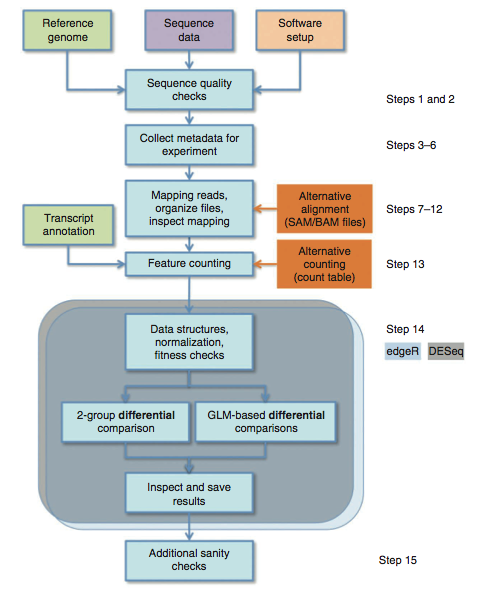 Reference
genome
Sequence
data
Software
setup
Sequence quality
checks
Steps 1 and 2
Collect metadata for
experiment
Steps 3–6
Mapping reads,
organize files,
inspect mapping
Alternative
alignment
(SAM/BAM files)
Steps 7–12
Transcript
annotation
Feature counting
Alternative
counting
(count table)
Step 13
Data structures,
normalization,
fitness checks
Step 14
edgeR DESeq
2-group differential
comparison
GLM-based differential
comparisons
Inspect and save
results
Additional sanity
checks
Step 15